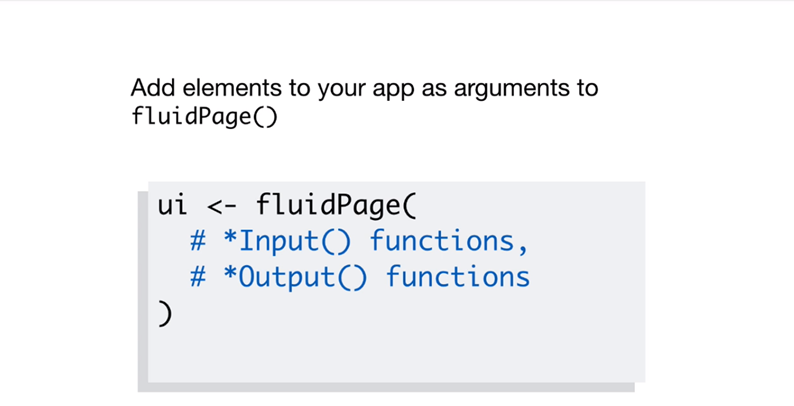 Add elements to your app as arguments to
fluidPage()
ui <- fluidPage(
  # *Input() functions,
  # *Output() functions
)